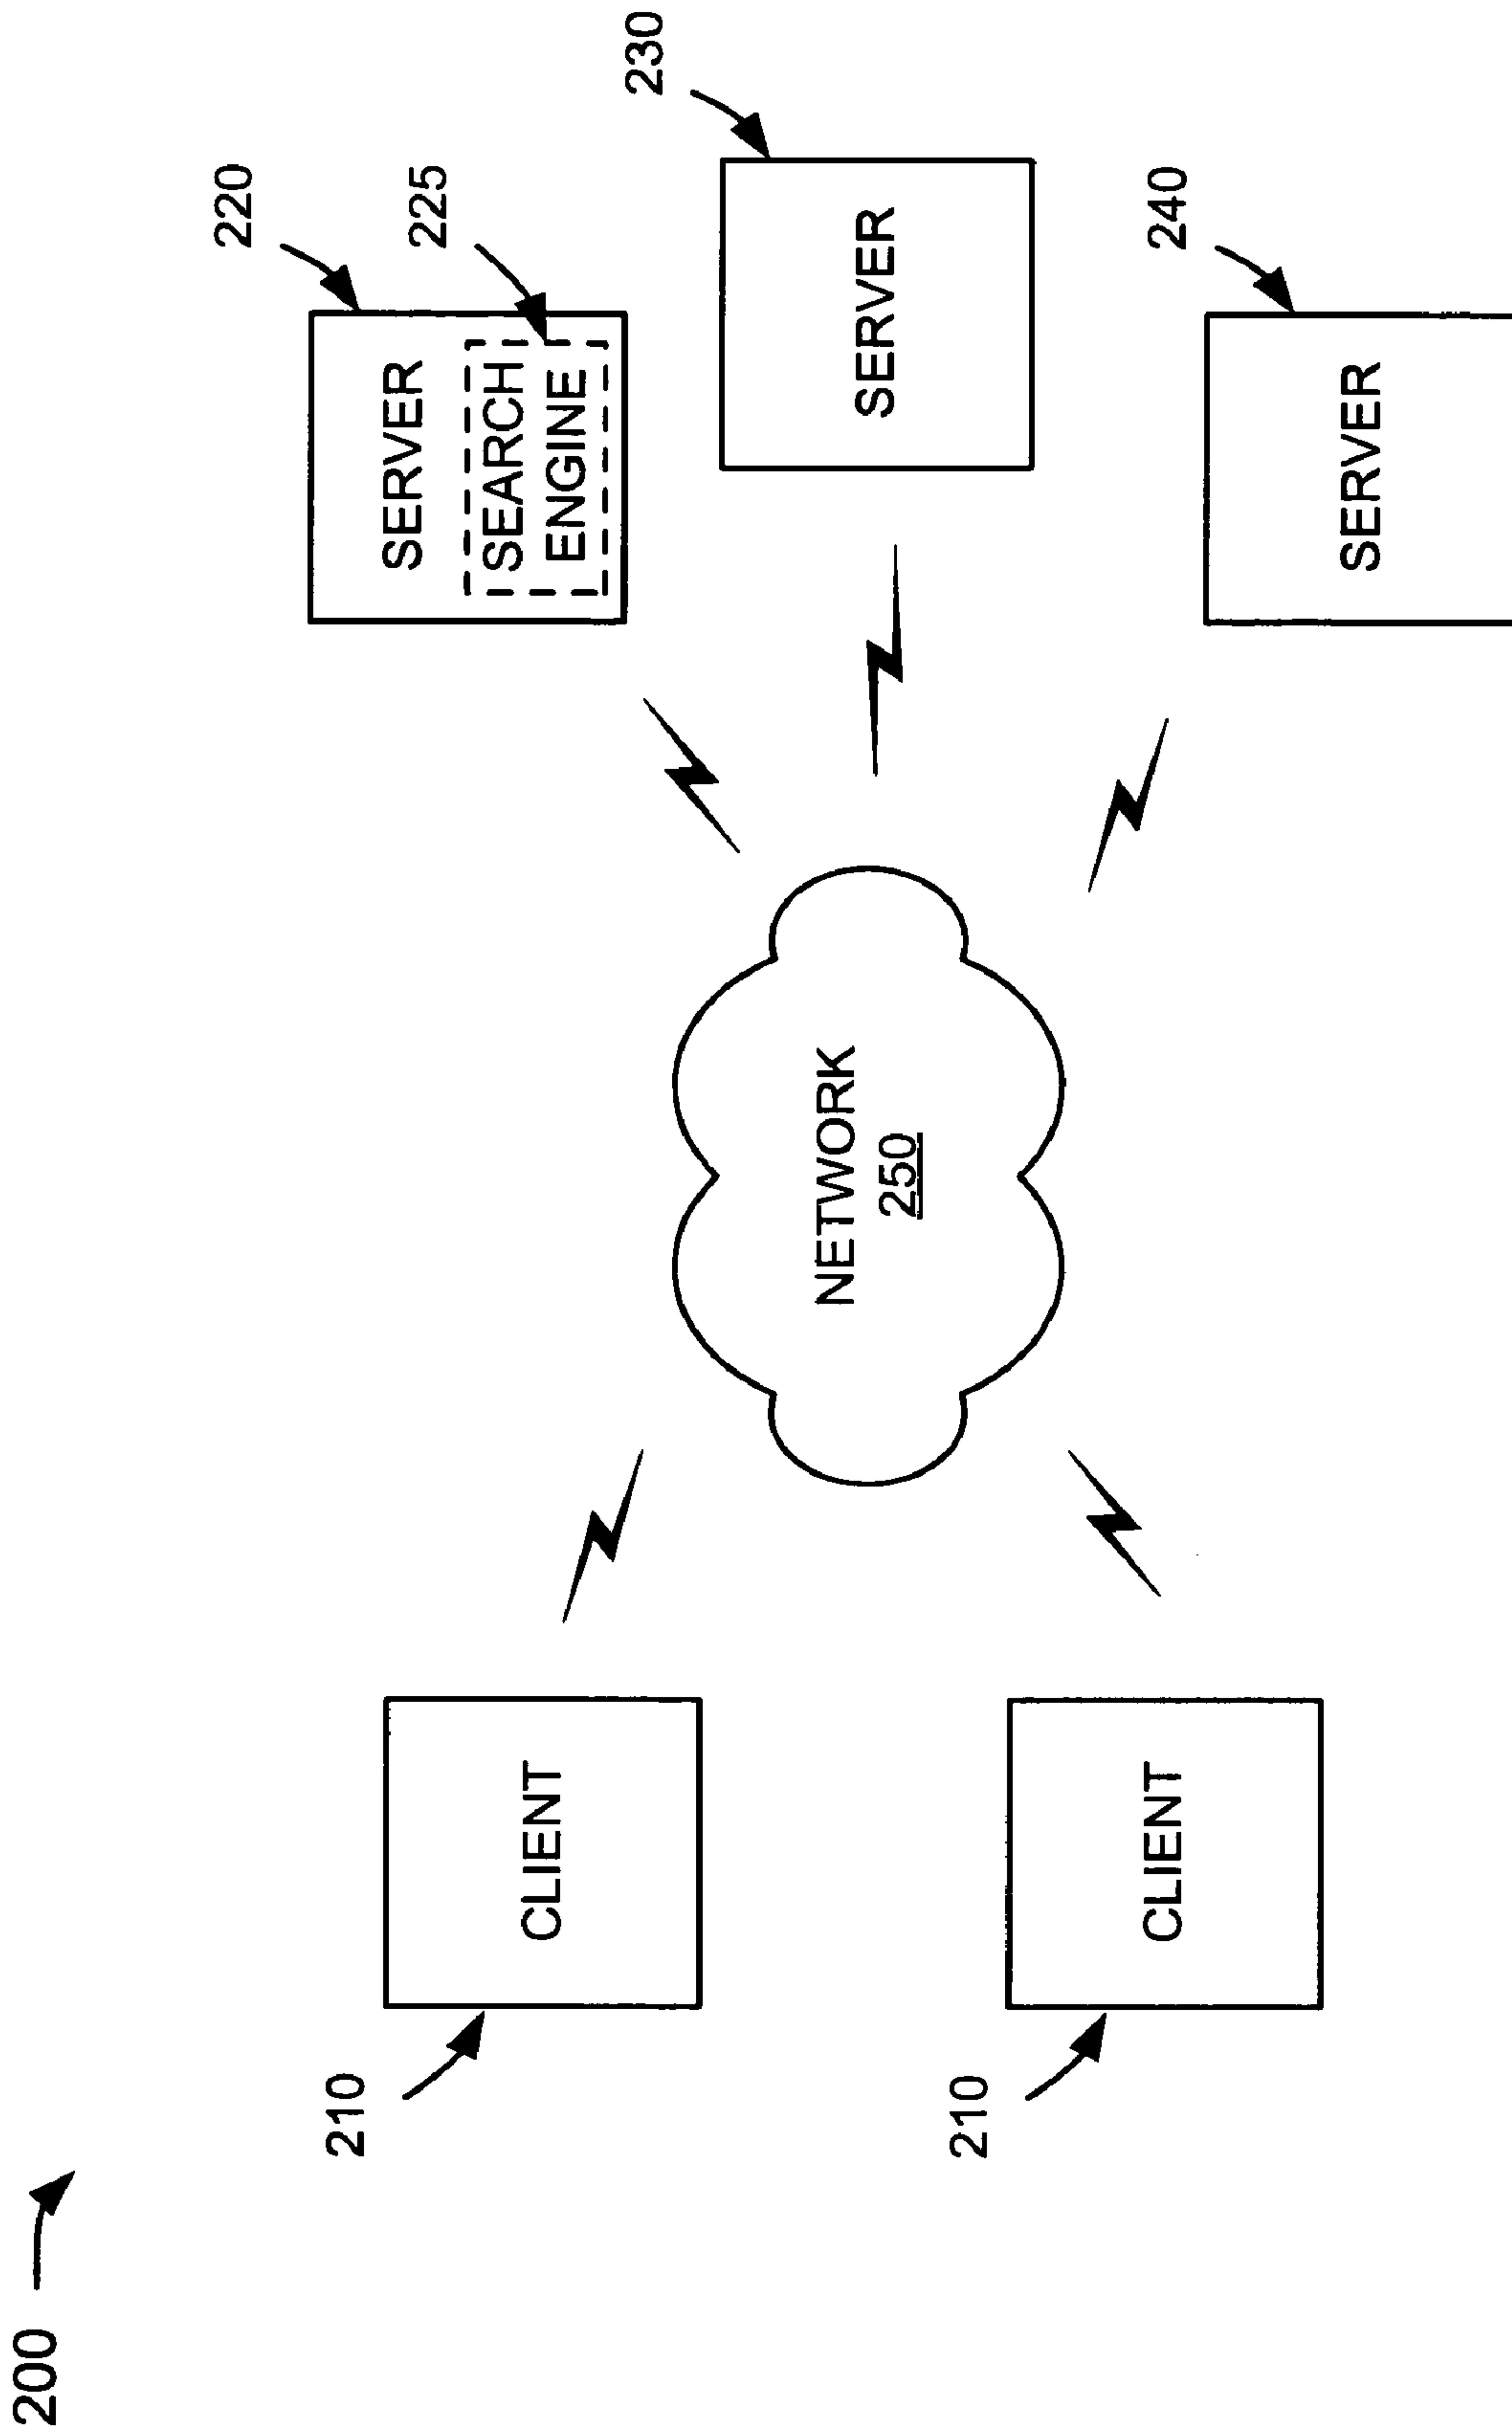 200
210
CLIENT
210
CLIENT
NETWORK
250
220
SERVER
225
SEARCH
ENGINE
230
SERVER
240
SERVER